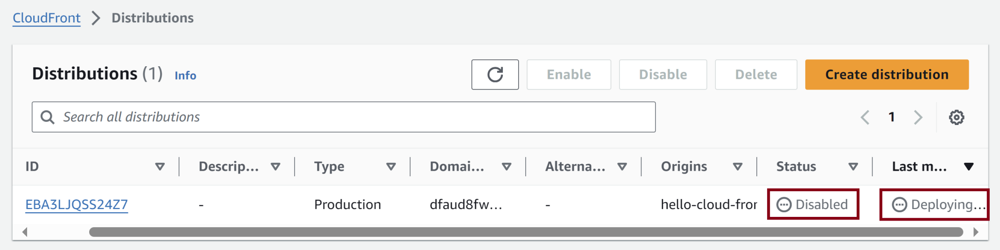 CloudFront > Distributions
Distributions (1) Info
Enable Disable Delete Create distribution
Search all distributions
1
ID Descrip... Type Domai... Alterna... Origins Status Last m...
EBA3LJQSS24Z7 - Production dfaud8fw... - hello-cloud-fror Disabled Deploying...